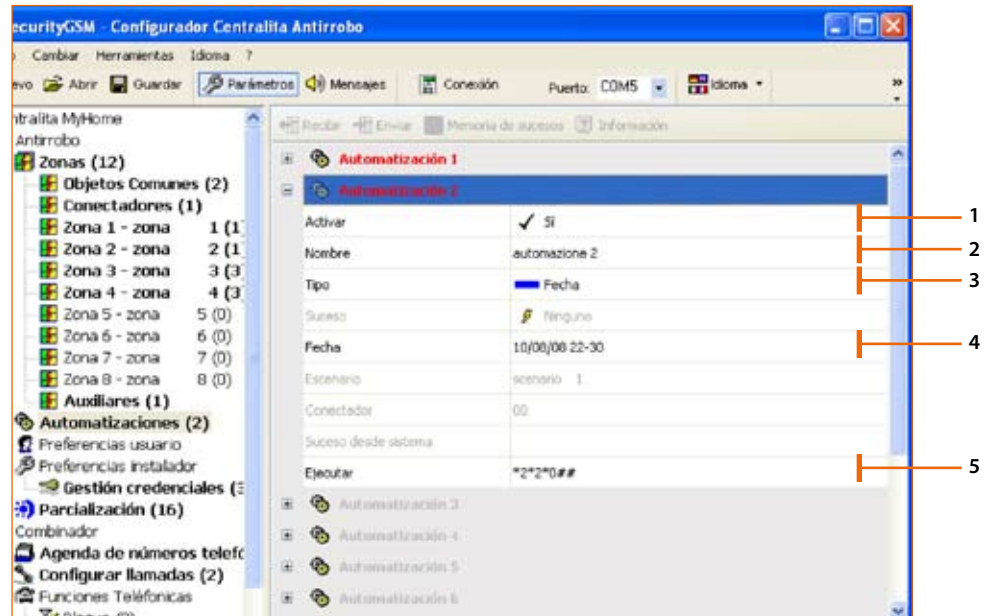 ecurityGSM - Configurador Centralita Antirrobo
Cambiar Herramientas Idioma ?
evo Abrir Guardar Parámetros Mensajes Conexión Puerto: COM5 Idioma
ntralita MyHome
Antirrobo
Zonas (12)
Objetos Comunes (2)
Conectadores (1)
Zona 1 - zona 1 (1
Zona 2 - zona 2 (1
Zona 3 - zona 3 (3
Zona 4 - zona 4 (3
Zona 5 - zona 5 (0)
Zona 6 - zona 6 (0)
Zona 7 - zona 7 (0)
Zona 8 - zona 8 (0)
Auxiliares (1)
Automatizaciones (2)
Preferencias usuario
Preferencias instalador
Gestión credenciales (3
Parcialización (16)
Combinador
Agenda de números telefo
Configurar llamadas (2)
Funciones Teléfonicas
Recibir Enviar Memoria de sucesos Información
Automatización 1
Automatización 2
Activar Sí
Nombre automazione 2
Tipo Fecha
Suceso Ninguno
Fecha 10/08/08 22-30
Escenario scenario 1
Conectador 00
Suceso desde sistema
Ejecutar *2*2*0##
Automatización 3
Automatización 4
Automatización 5
Automatización 6
1
2
3
4
5